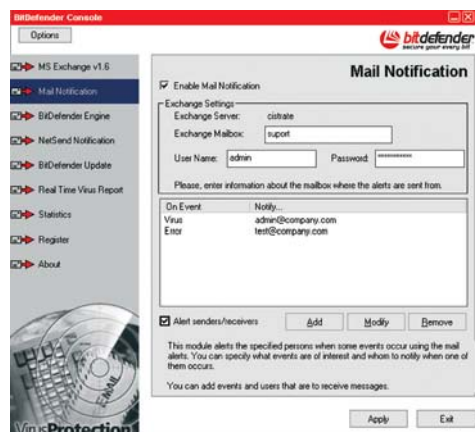 BitDefender Console
Options
bitdefender
secure your every bit
MS Exchange v1.6
Mail Notification
BitDefender Engine
NetSend Notification
BitDefender Update
Real Time Virus Report
Statistics
Register
About
Mail Notification
Enable Mail Notification
Exchange Settings
Exchange Server: cistrate
Exchange Mailbox: suport
User Name: admin Password: **********
Please, enter information about the mailbox where the alerts are sent from.
On Event Notify...
Virus admin@company.com
Error test@company.com
Alert senders/receivers Add Modify Remove
This module alerts the specified persons when some events occur using the mail
alerts. You can specify what events are of interest and whom to notify when one of
them occurs.
You can add events and users that are to receive messages.
EMAIL
VirusProtection
Apply Exit